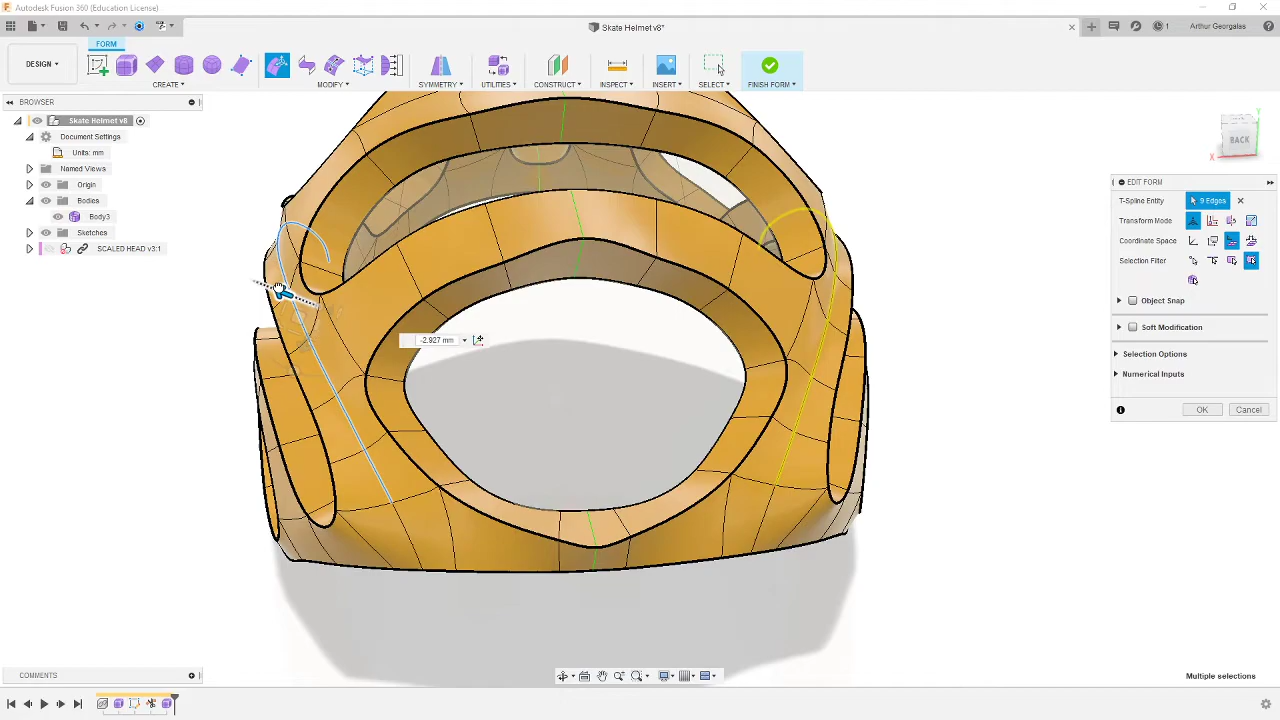 Autodesk Fusion 360 (Education License)
Skate Helmet v8*
1
Arthur Georgalas
FORM
DESIGN
CREATE
MODIFY
SYMMETRY
UTILITIES
CONSTRUCT
INSPECT
INSERT
SELECT
FINISH FORM
BROWSER
Skate Helmet v8
Document Settings
Units: mm
Named Views
Origin
Bodies
Body3
Sketches
SCALED HEAD v3:1
BACK
Y
X
EDIT FORM
T-Spline Entity
9 Edges
Transform Mode
Coordinate Space
Selection Filter
Object Snap
Soft Modification
Selection Options
Numerical Inputs
OK
Cancel
-2.927 mm
COMMENTS
Multiple selections